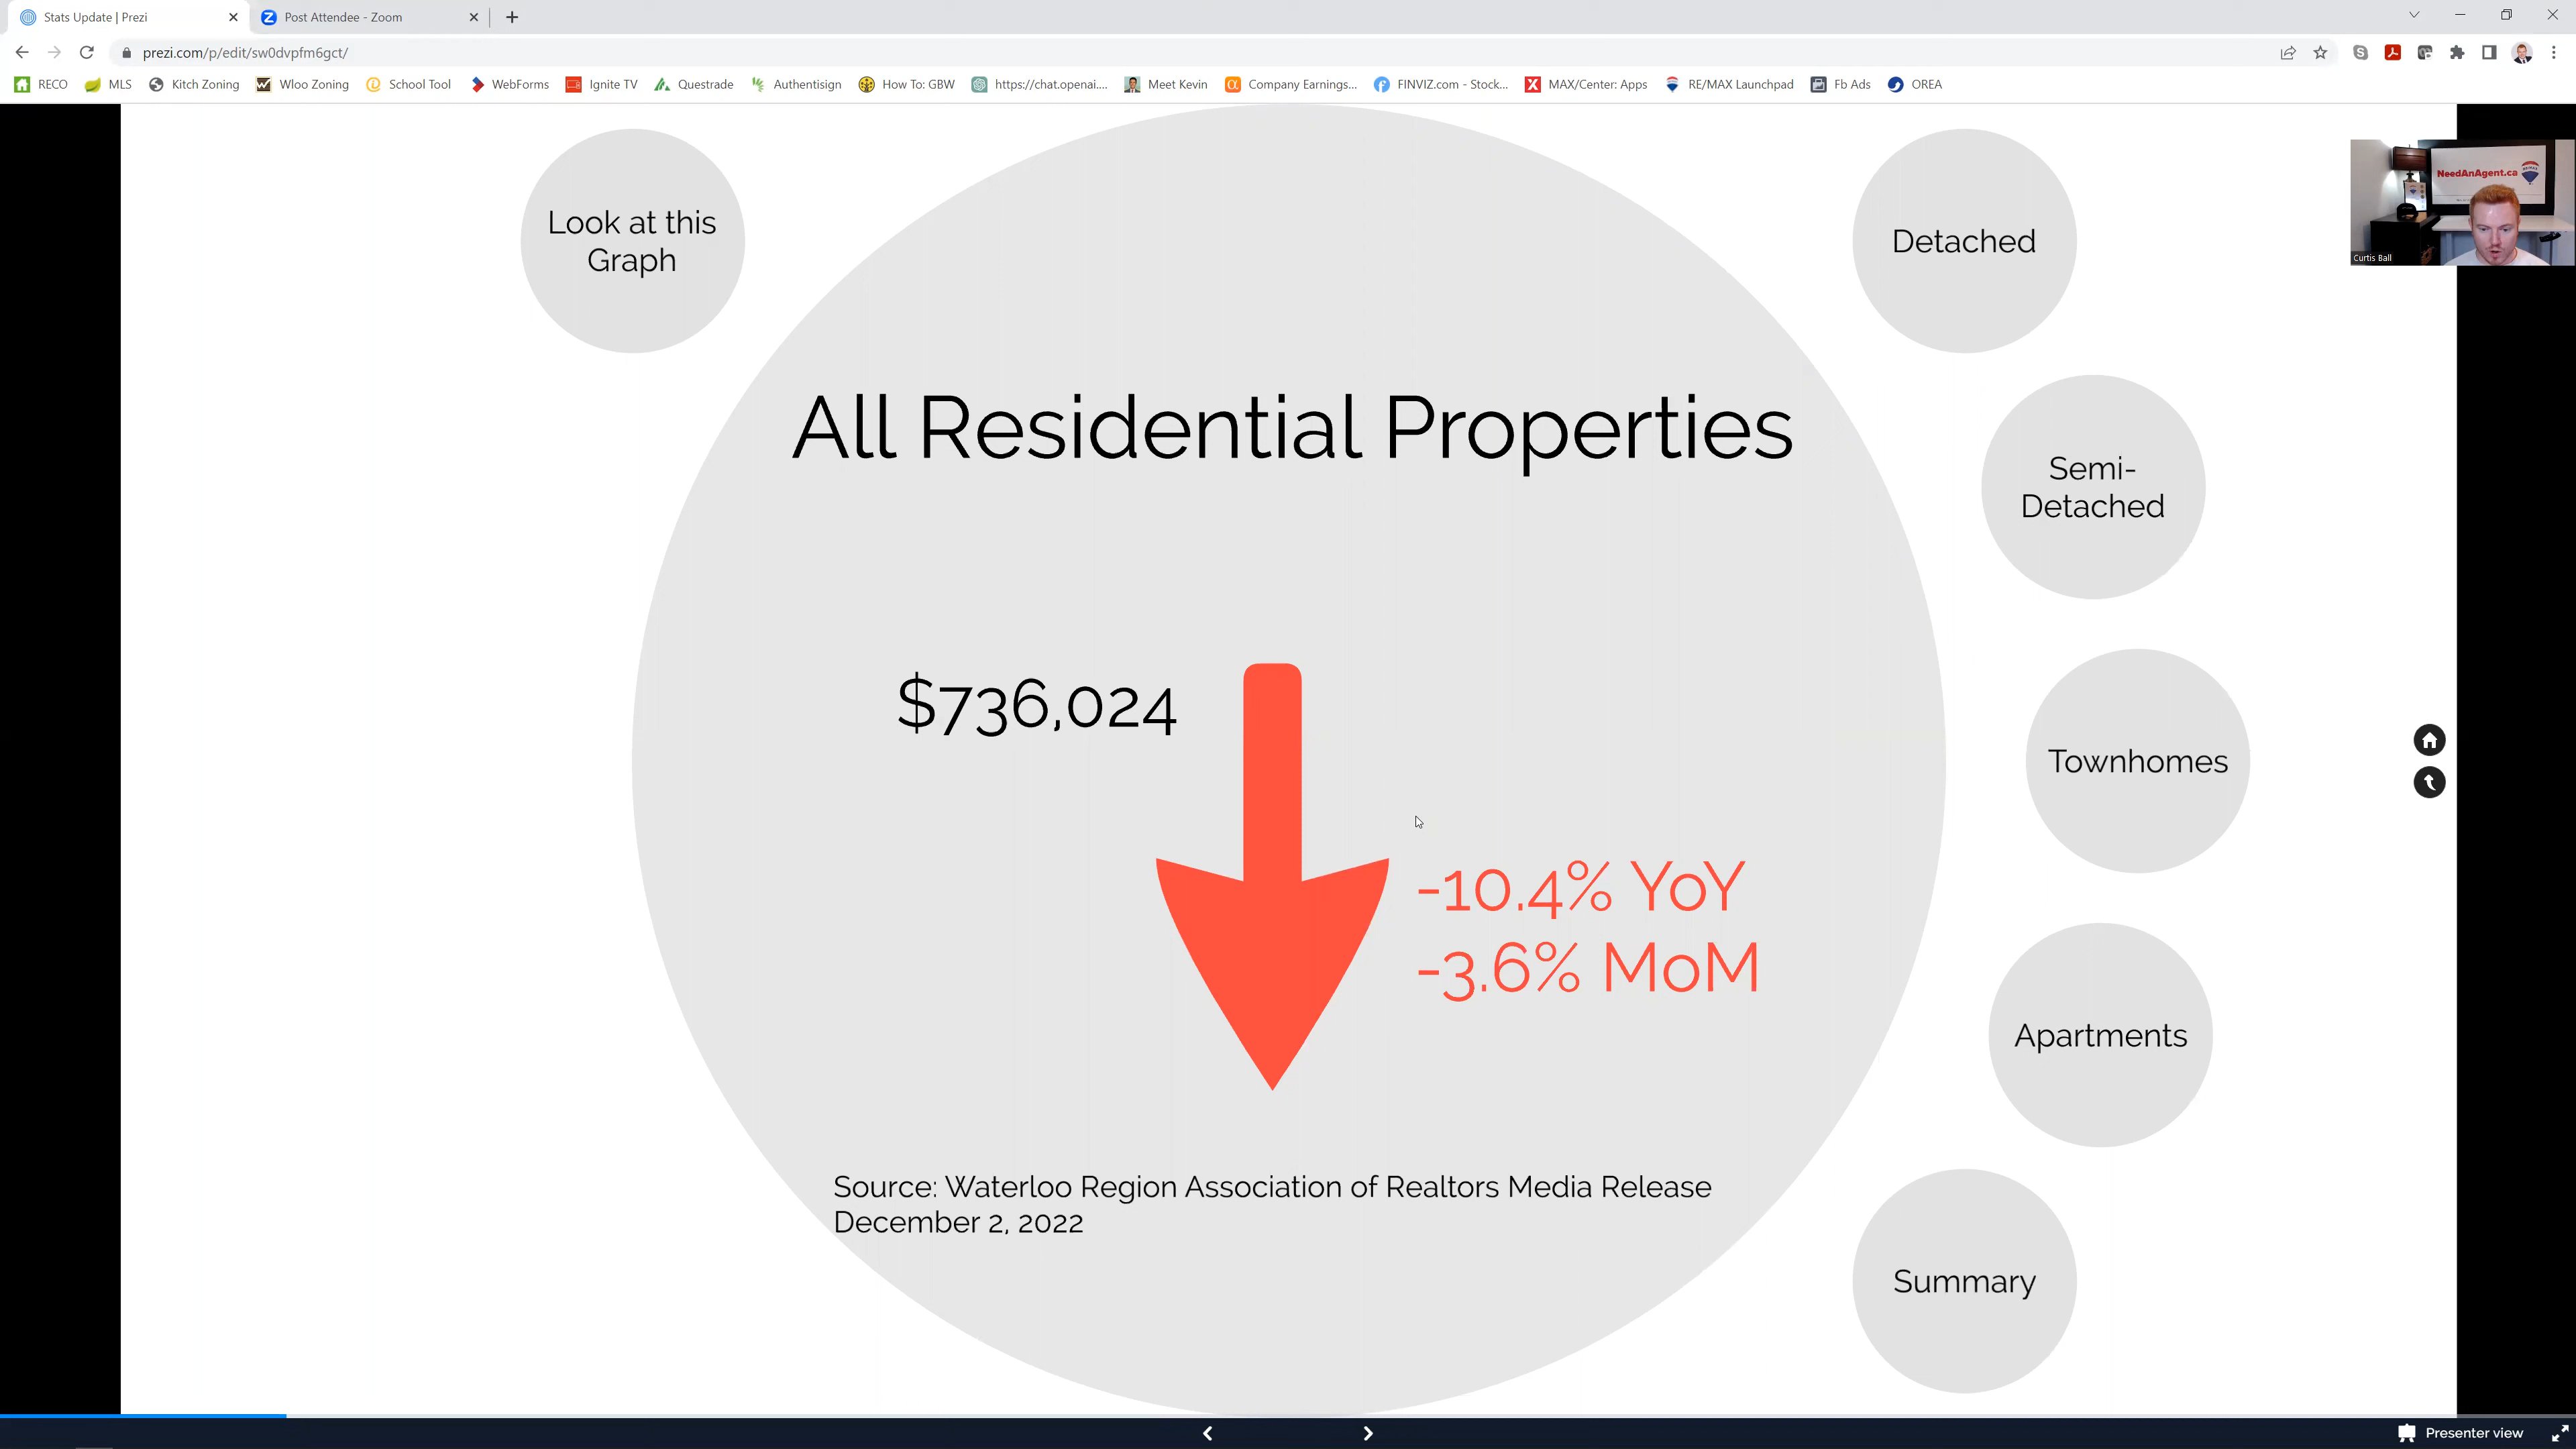 Stats Update | Prezi
Post Attendee - Zoom
prezi.com/p/edit/sw0dvpfm6gct/
RECO
MLS
Kitch Zoning
Wloo Zoning
School Tool
WebForms
Ignite TV
Questrade
Authentisign
How To: GBW
https://chat.openai....
Meet Kevin
Company Earnings...
FINVIZ.com - Stock...
MAX/Center: Apps
RE/MAX Launchpad
Fb Ads
OREA
Look at this
Graph
Detached
NeedAnAgent.ca
Curtis Ball
All Residential Properties
Semi-
Detached
$736,024
Townhomes
-10.4% YoY
-3.6% MoM
Apartments
Source: Waterloo Region Association of Realtors Media Release
December 2, 2022
Summary
Presenter view